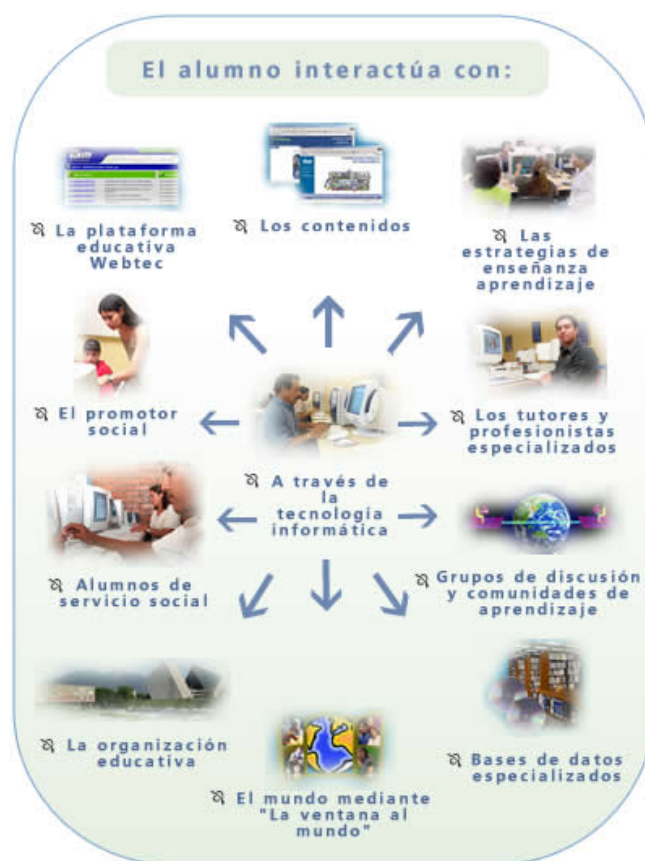 El alumno interactúa con:
La plataforma
educativa
Webtec
Los contenidos
Las
estrategias de
enseñanza
aprendizaje
El promotor
social
A través de
la
tecnología
informática
Los tutores y
profesionistas
especializados
Alumnos de
servicio social
Grupos de discusión
y comunidades de
aprendizaje
La organización
educativa
El mundo mediante
"La ventana al
mundo"
Bases de datos
especializados